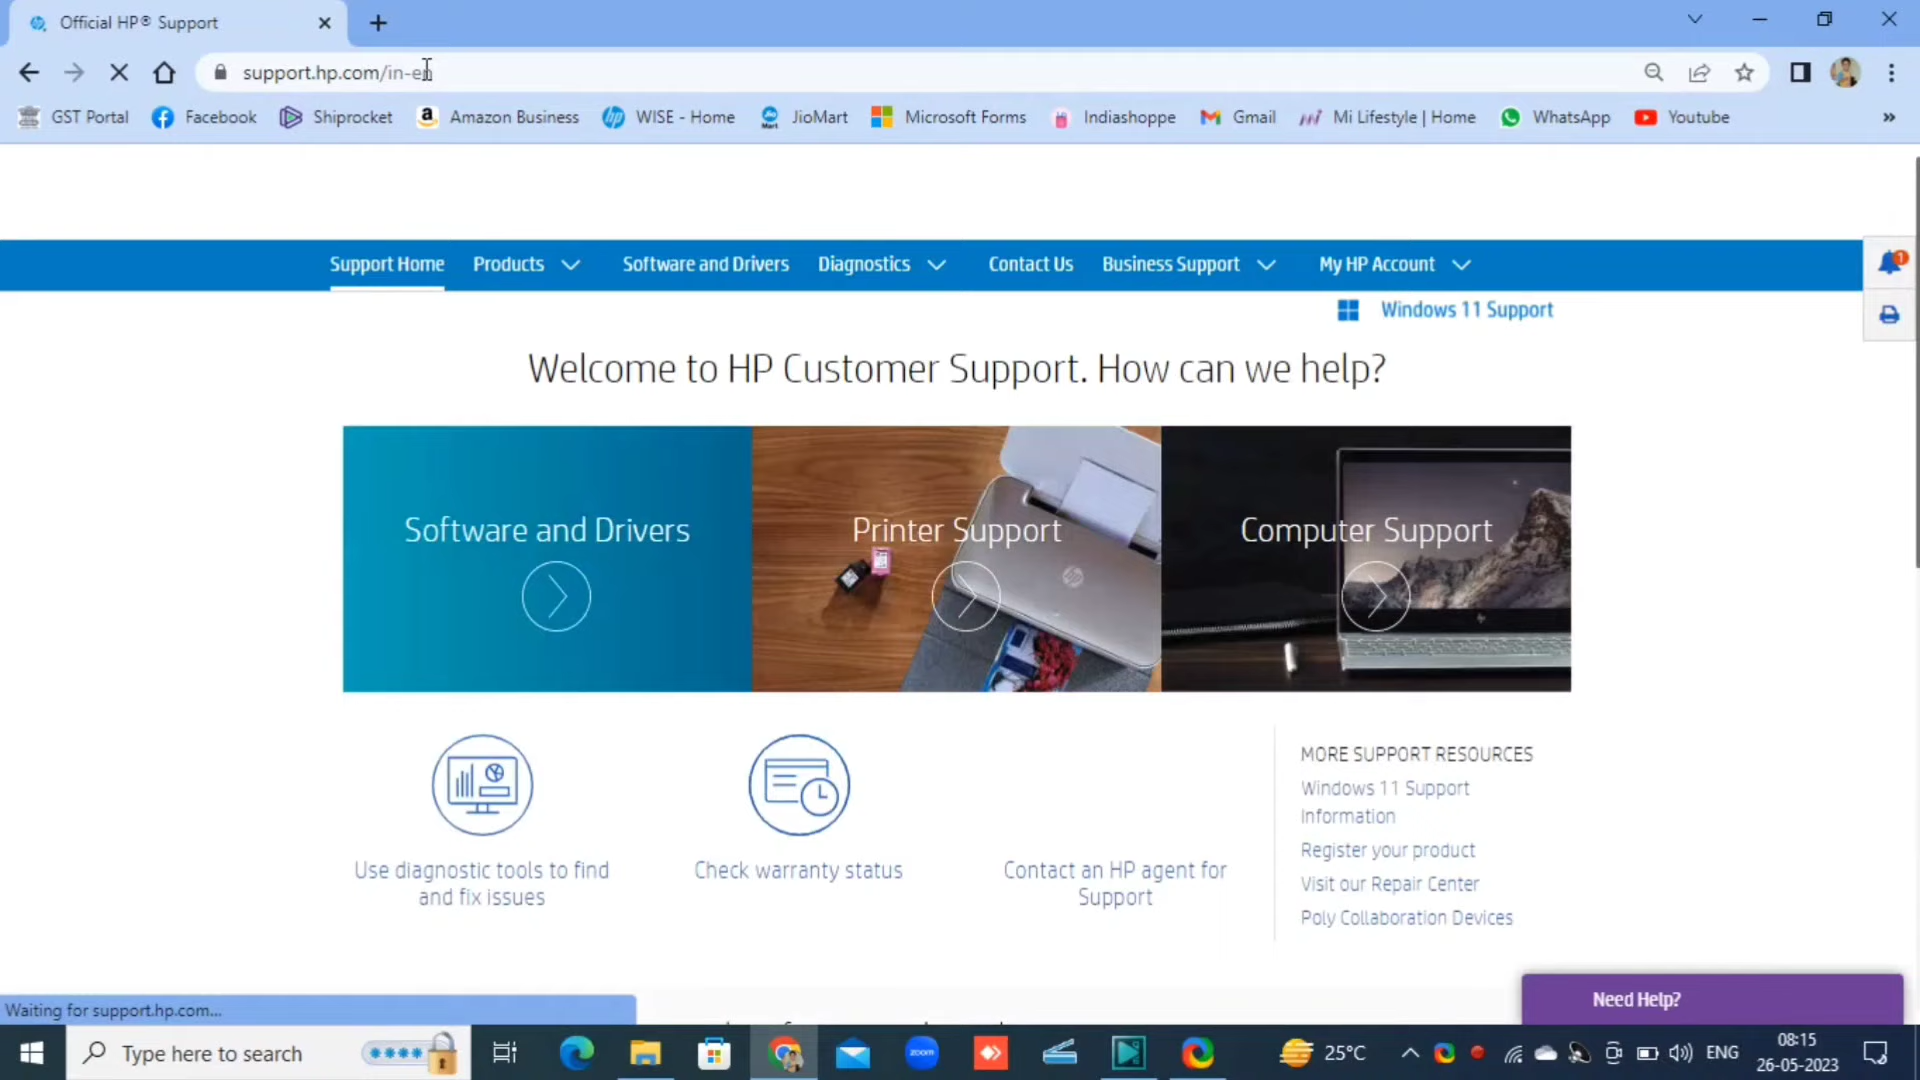 Official HP® Support
support.hp.com/in-en
GST Portal Facebook Shiprocket Amazon Business WISE - Home JioMart Microsoft Forms Indiashoppe Gmail Mi Lifestyle | Home WhatsApp Youtube »
Support Home Products Software and Drivers Diagnostics Contact Us Business Support My HP Account
1
Windows 11 Support
Welcome to HP Customer Support. How can we help?
Software and Drivers
Printer Support
Computer Support
Use diagnostic tools to find
and fix issues
Check warranty status
Contact an HP agent for
Support
MORE SUPPORT RESOURCES
Windows 11 Support
Information
Register your product
Visit our Repair Center
Poly Collaboration Devices
Need Help?
Waiting for support.hp.com...
Type here to search
zoom
25°C
ENG
08:15
26-05-2023